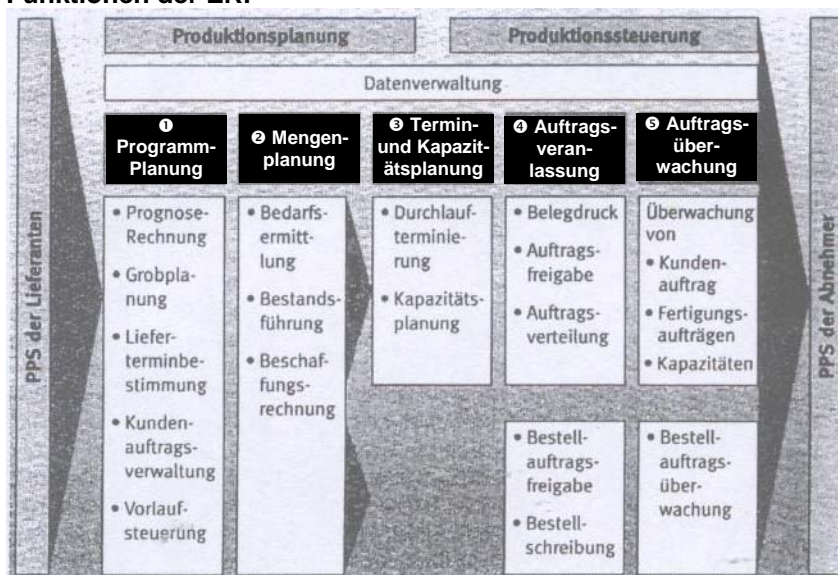 Produktionsplanung
Produktionssteuerung
Datenverwaltung
PPS der Lieferanten
❶
Programm-
Planung
❷ Mengen-
planung
❸ Termin-
und Kapazit-
ätsplanung
❹ Auftrags-
veran-
lassung
❺ Auftrags-
über-
wachung
• Prognose-
Rechnung
• Grobpla-
nung
• Liefer-
terminbe-
stimmung
• Kunden-
auftrags-
verwaltung
• Vorlauf-
steuerung
• Bedarfs-
ermitt-
lung
• Bestands-
führung
• Beschaf-
fungs-
rechnung
• Durchlauf-
terminie-
rung
• Kapazitäts-
planung
• Belegdruck
• Auftrags-
freigabe
• Auftrags-
verteilung
Überwachung
von
• Kunden-
auftrag
• Fertigungs-
aufträgen
• Kapazitäten
• Bestell-
auftrags-
freigabe
• Bestell-
schreibung
• Bestell-
auftrags-
über-
wachung
PPS der Abnehmer